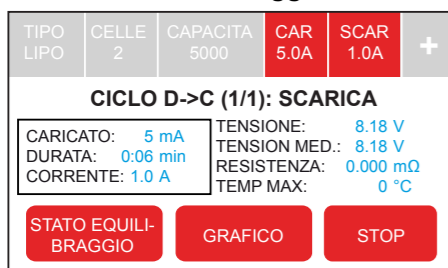 TIPO CELLE CAPACITA CAR SCAR
LIPO 2 5000 5.0A 1.0A +
CICLO D->C (1/1): SCARICA
CARICATO: 5 mA
DURATA: 0:06 min
CORRENTE: 1.0 A
TENSIONE: 8.18 V
TENSION MED.: 8.18 V
RESISTENZA: 0.000 mΩ
TEMP MAX: 0 °C
STATO EQUILI-
BRAGGIO
GRAFICO
STOP